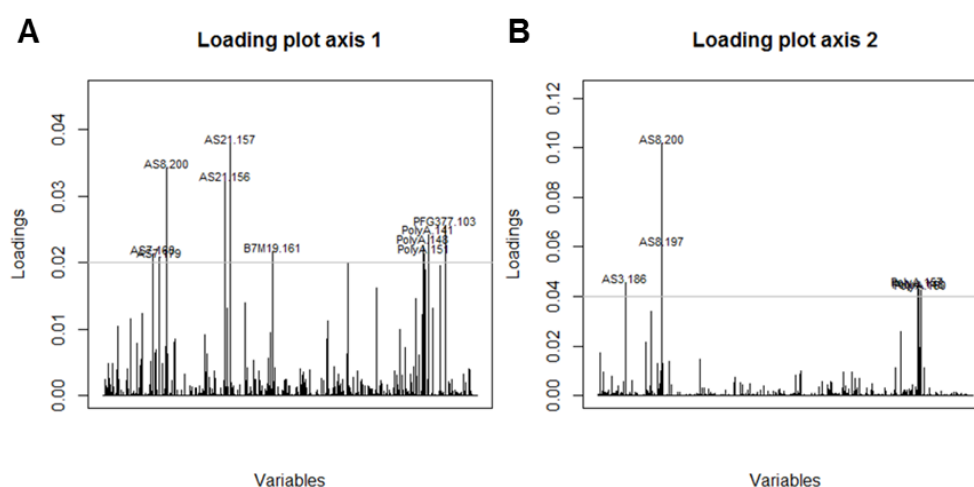 A
Loading plot axis 1
Loadings
0.00
0.01
0.02
0.03
0.04
AS21.157
AS8.200
AS21.156
B7M19.161
PFG377.103
PolyA.141
PolyA.148
PolyA.151
Variables
B
Loading plot axis 2
Loadings
0.00
0.02
0.04
0.06
0.08
0.10
0.12
AS8.200
AS8.197
AS3.186
Variables